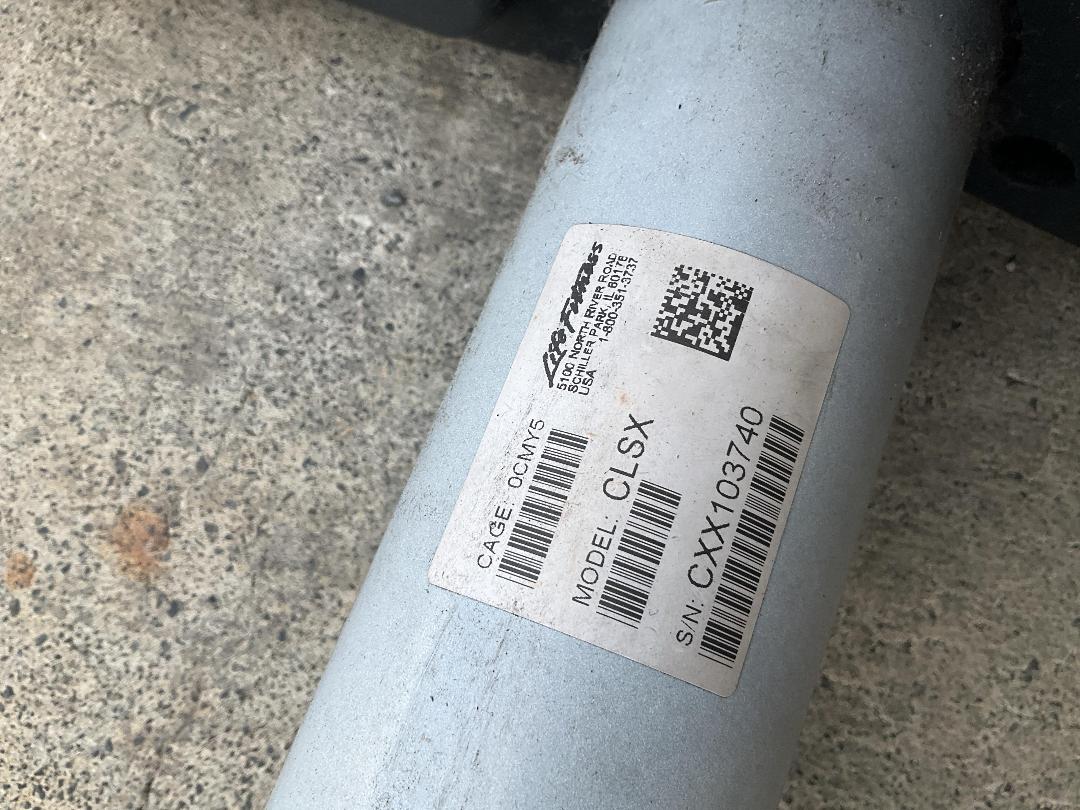 Life Fitness
5100 NORTH RIVER ROAD
SCHILLER PARK, IL 60176
USA 1-800-351-3737
CAGE: 0CMY5
MODEL: CLSX
S/N: CXX103740